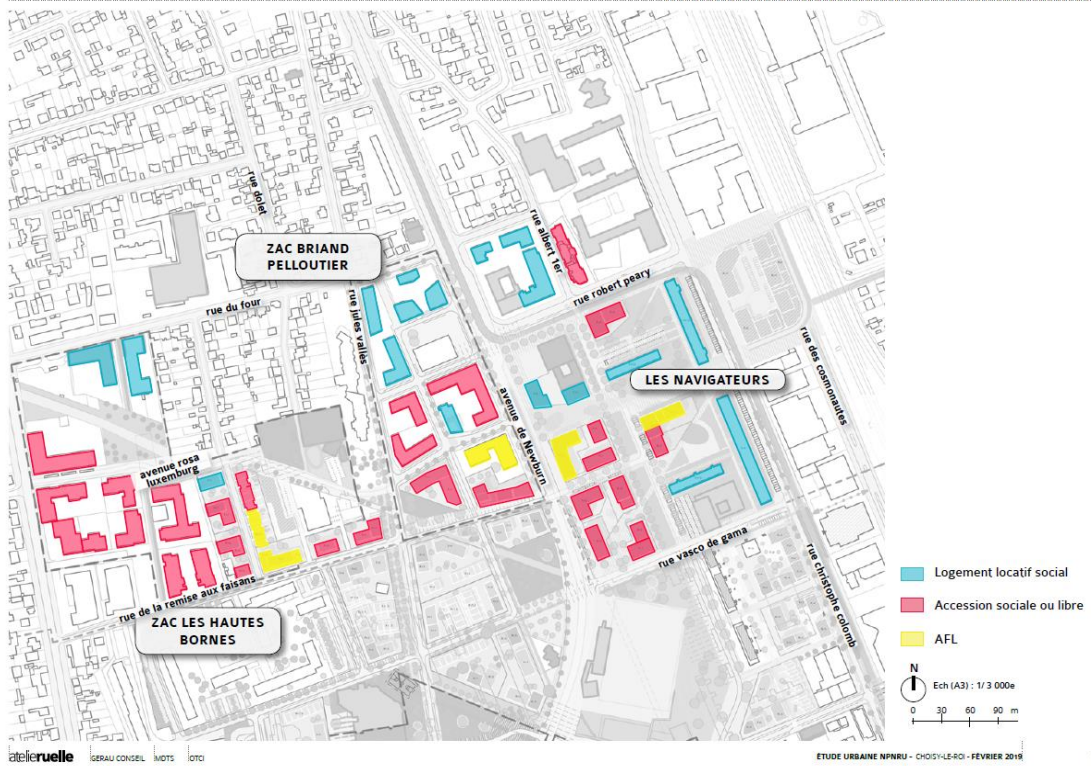 rue dolet
rue albert 1er
ZAC BRIAND
PELLOUTIER
rue robert peary
rue du four
rue jules vallès
rue des cosmonautes
LES NAVIGATEURS
avenue de Newburn
avenue rosa
luxemburg
rue vasco de gama
rue christophe colomb
rue de la remise aux faisans
ZAC LES HAUTES
BORNES
Logement locatif social
Accession sociale ou libre
AFL
N
Ech (A3) : 1/ 3 000e
0 30 60 90 m
atelierruelle GERAU CONSEIL MDTS OTCI
ÉTUDE URBAINE NPNRU - CHOISY-LE-ROI - FÉVRIER 2019